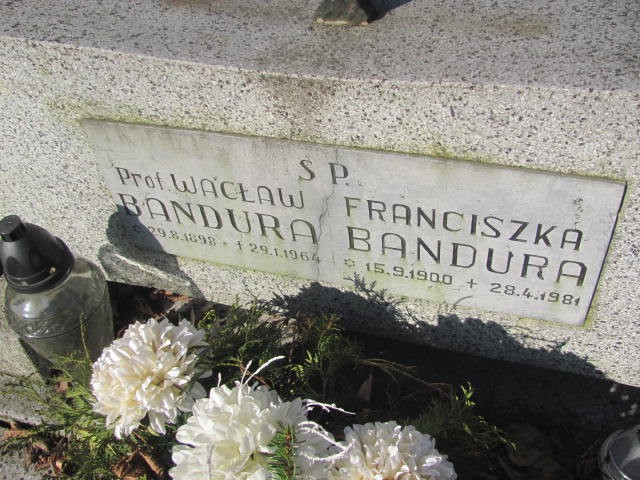 S P.
Prof. WACŁAW
BANDURA
* 29.8.1898 + 29.1.1964
FRANCISZKA
BANDURA
* 15.9.1900 + 28.4.1981